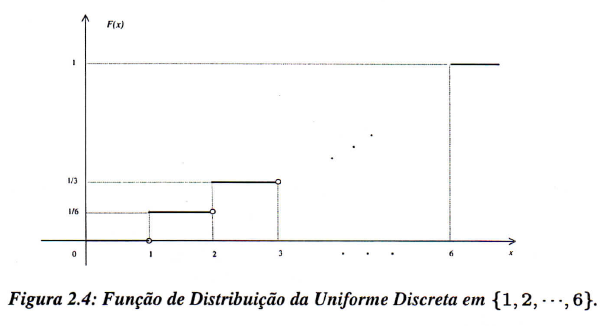 F(x)
1
1/3
1/6
0 1 2 3 . . . 6 x
Figura 2.4: Função de Distribuição da Uniforme Discreta em {1, 2, ⋯, 6}.